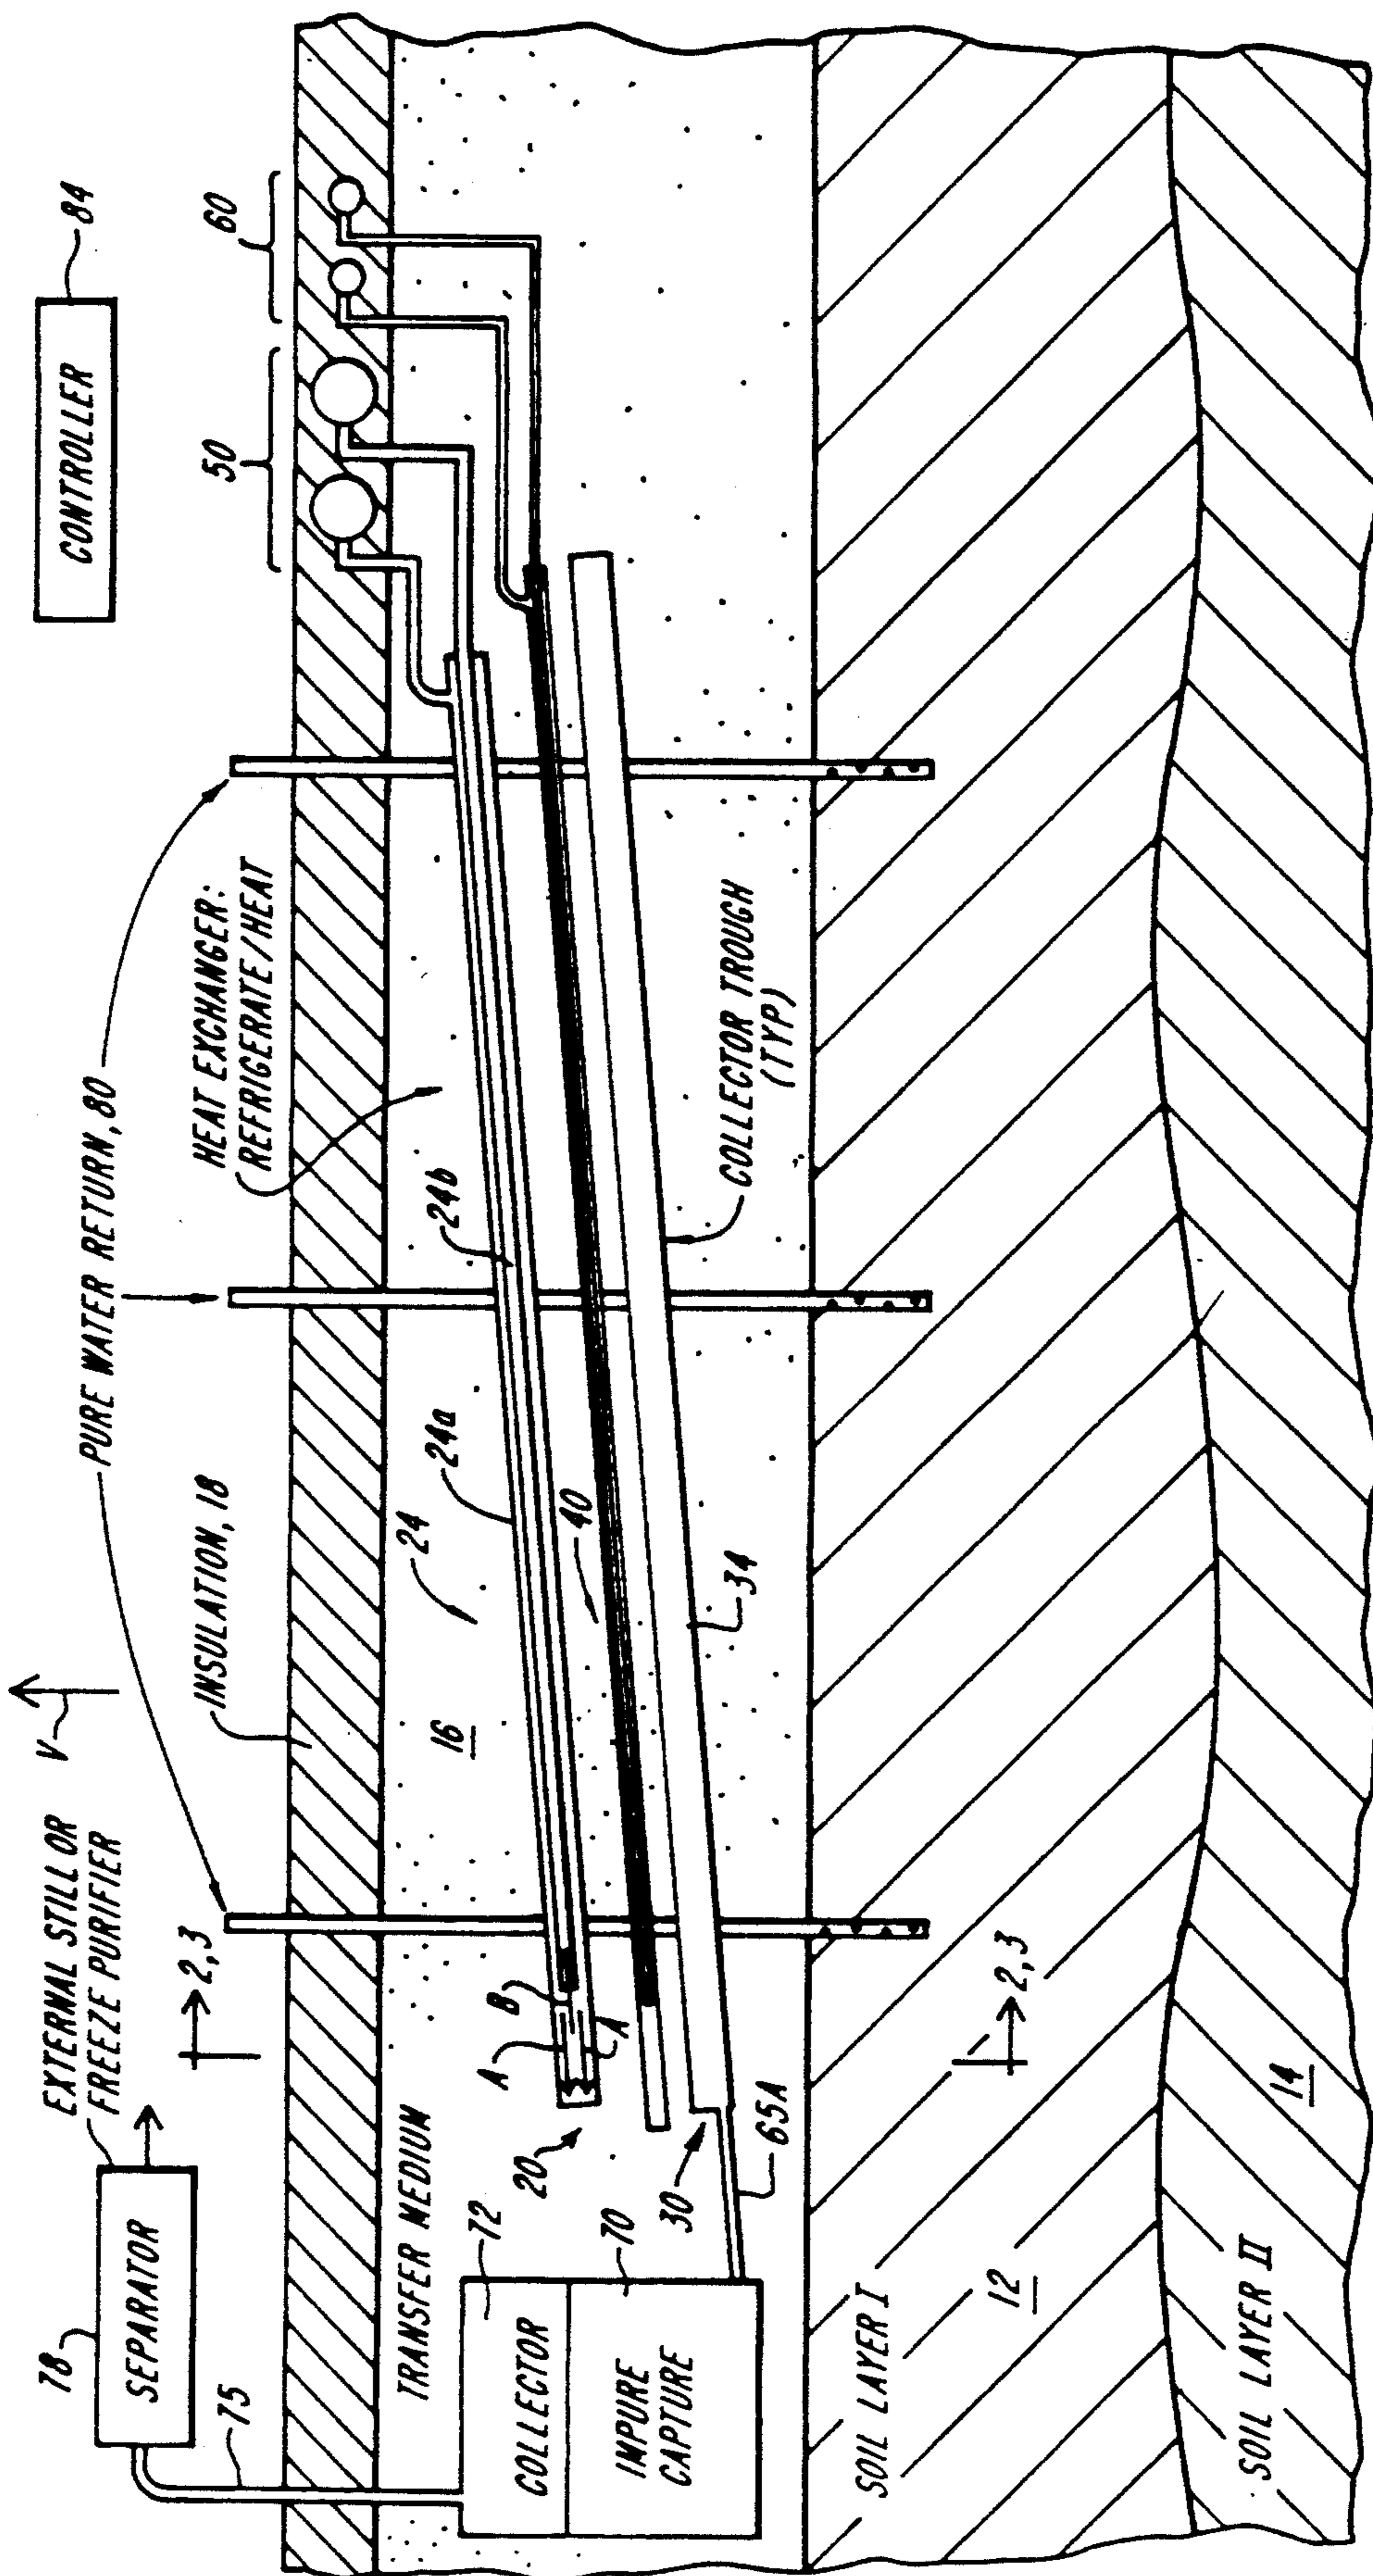 EXTERNAL STILL OR
FREEZE PURIFIER
SEPARATOR
78
75
2,3
V
INSULATION, 18
PURE WATER RETURN, 80
HEAT EXCHANGER:
REFRIGERATE/HEAT
CONTROLLER
84
50
60
TRANSFER MEDIUM
16
24
24a
24b
A
B
A
20
40
COLLECTOR
72
IMPURE
CAPTURE
70
30
65A
34
COLLECTOR TROUGH
(TYP)
SOIL LAYER I
12
2,3
SOIL LAYER II
14